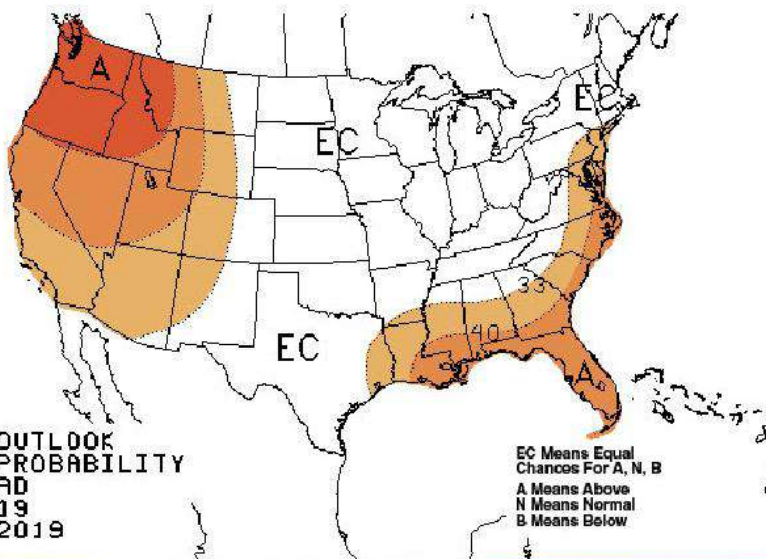 A
EC
EC
33
40
EC
A
OUTLOOK
PROBABILITY
AD
19
2019
EC Means Equal
Chances For A, N, B
A Means Above
N Means Normal
B Means Below